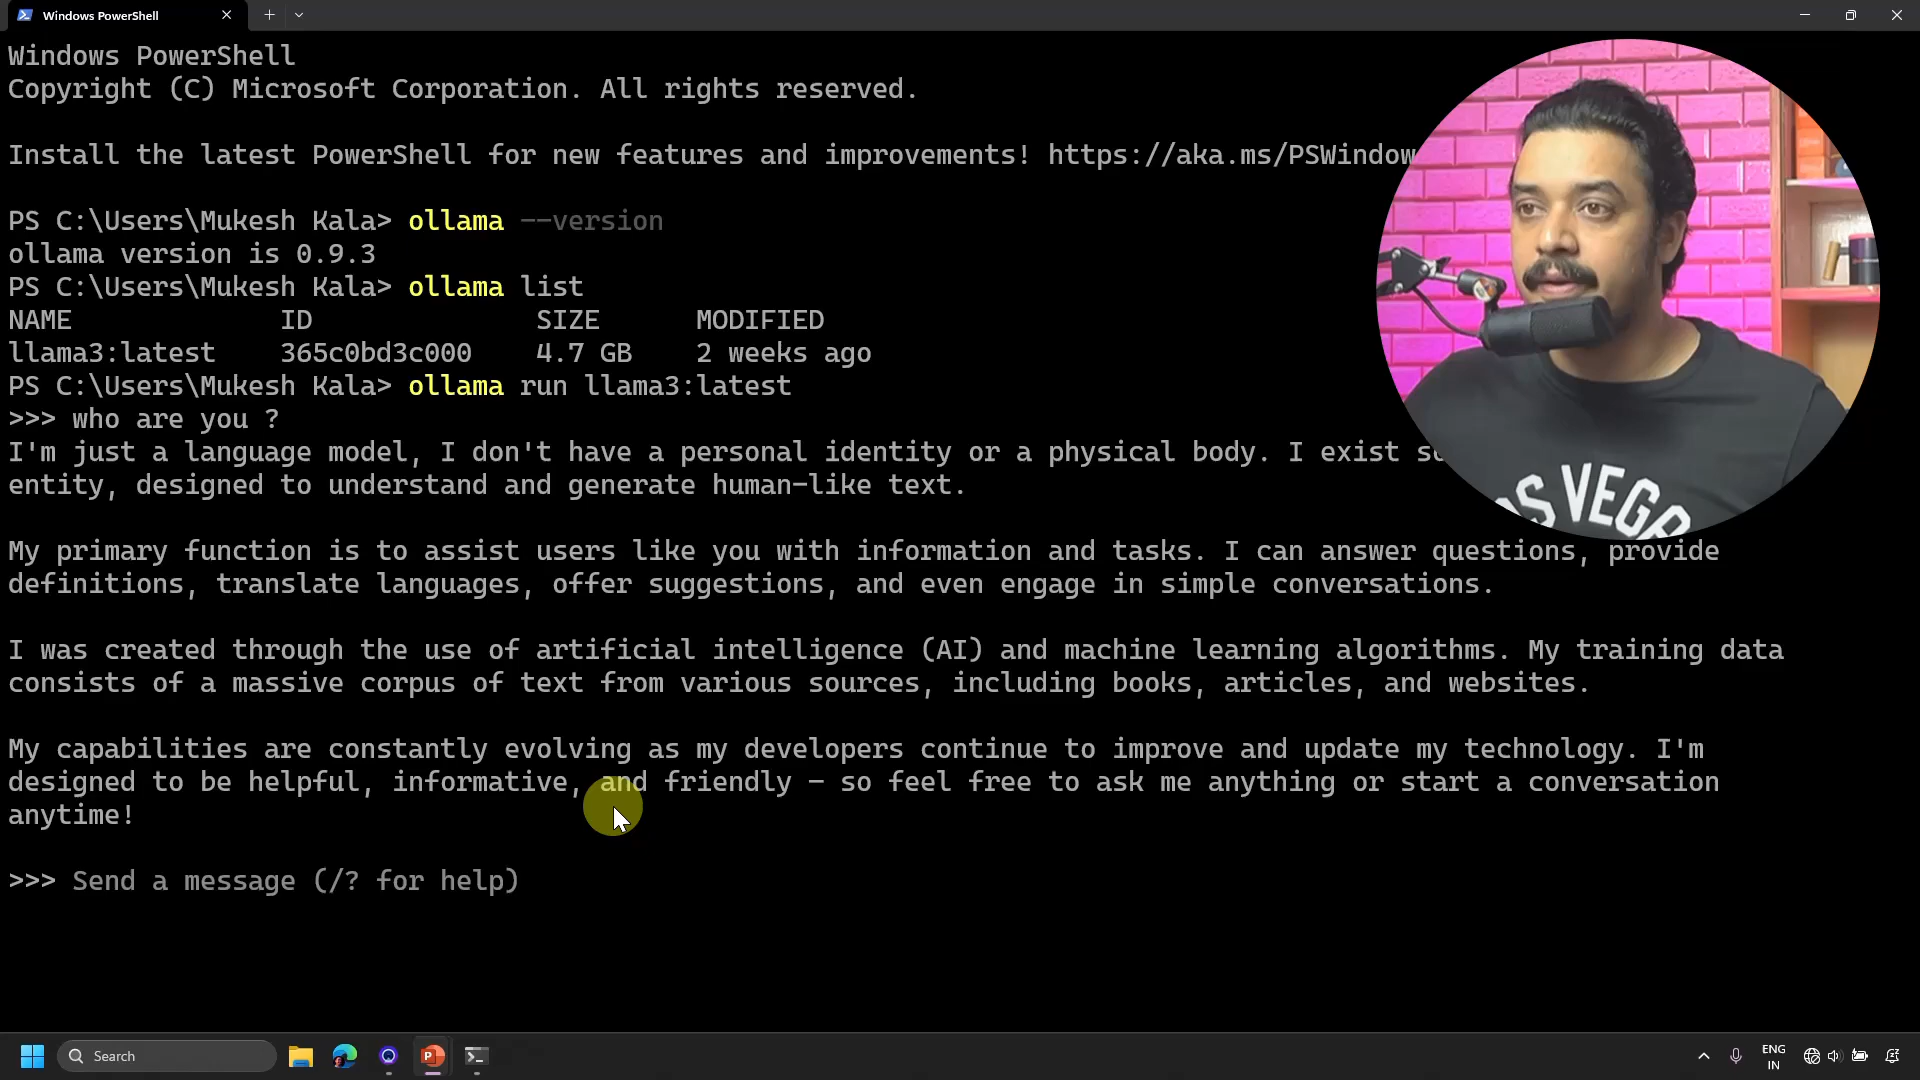 Windows PowerShell
Windows PowerShell
Copyright (C) Microsoft Corporation. All rights reserved.
Install the latest PowerShell for new features and improvements! https://aka.ms/PSWindow
PS C:\Users\Mukesh Kala> ollama --version
ollama version is 0.9.3
PS C:\Users\Mukesh Kala> ollama list
NAME ID SIZE MODIFIED
llama3:latest 365c0bd3c000 4.7 GB 2 weeks ago
PS C:\Users\Mukesh Kala> ollama run llama3:latest
>>> who are you ?
I'm just a language model, I don't have a personal identity or a physical body. I exist
entity, designed to understand and generate human-like text.
VEGA
My primary function is to assist users like you with information and tasks. I can answer questions, provide
definitions, translate languages, offer suggestions, and even engage in simple conversations.
I was created through the use of artificial intelligence (AI) and machine learning algorithms. My training data
consists of a massive corpus of text from various sources, including books, articles, and websites.
My capabilities are constantly evolving as my developers continue to improve and update my technology. I'm
designed to be helpful, informative, and friendly – so feel free to ask me anything or start a conversation
anytime!
>>> Send a message (/? for help)
Search
ENG
IN